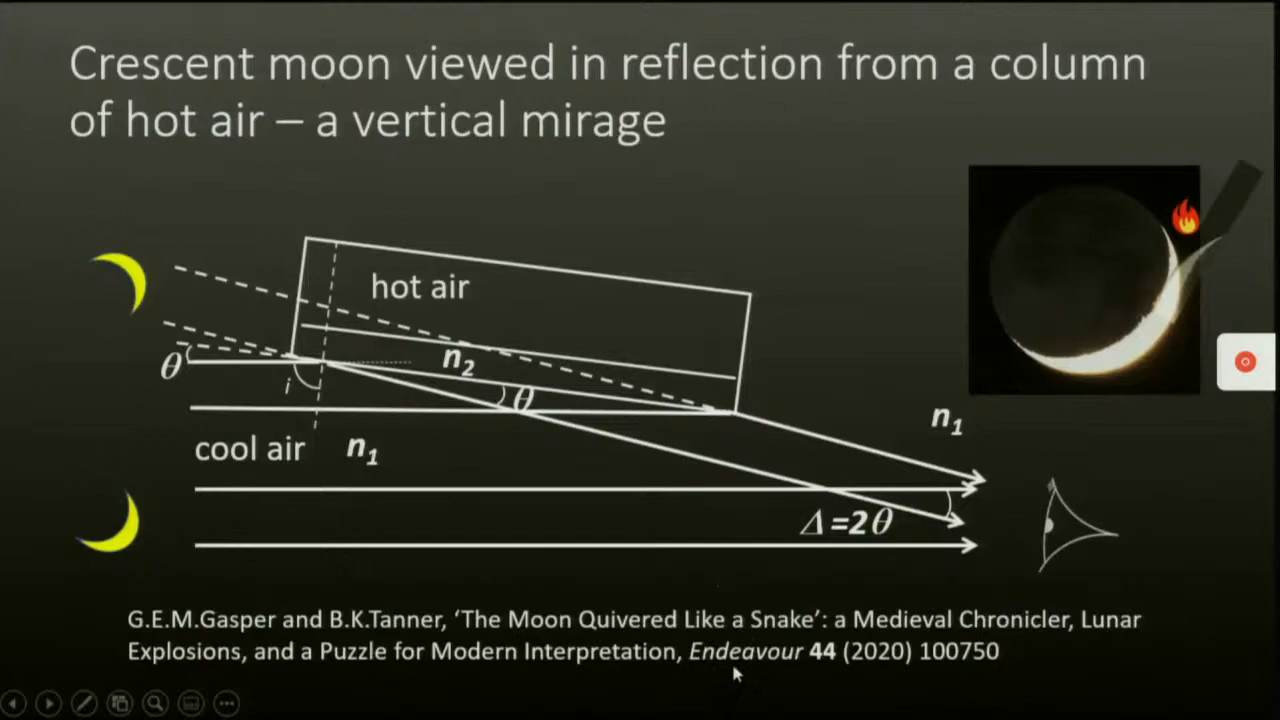 Crescent moon viewed in reflection from a column
of hot air – a vertical mirage
hot air
θ
n2
i
θ
n1
cool air
n1
Δ=2θ
G.E.M.Gasper and B.K.Tanner, ‘The Moon Quivered Like a Snake’: a Medieval Chronicler, Lunar
Explosions, and a Puzzle for Modern Interpretation, Endeavour 44 (2020) 100750